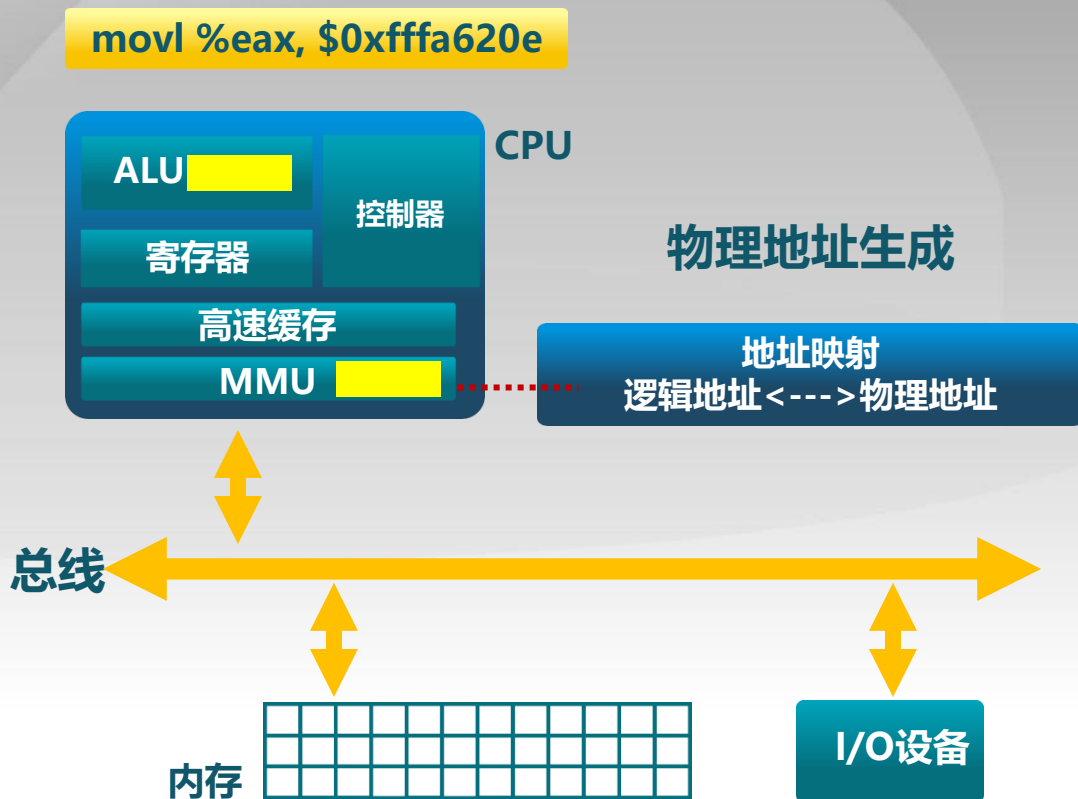 movl %eax, $0xfffa620e
CPU
ALU
控制器
寄存器
高速缓存
MMU
物理地址生成
地址映射
逻辑地址<--->物理地址
总线
内存
I/O设备